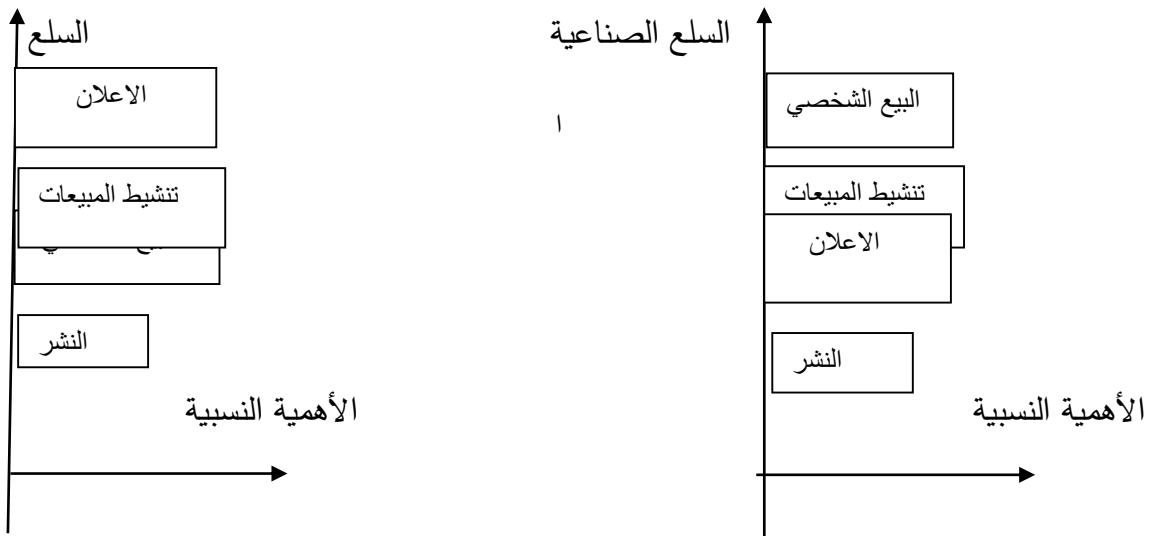 السلع الصناعية
السلع
البيع الشخصي
الاعلان
ا
تنشيط المبيعات
تنشيط المبيعات
الاعلان
النشر
النشر
الأهمية النسبية
الأهمية النسبية